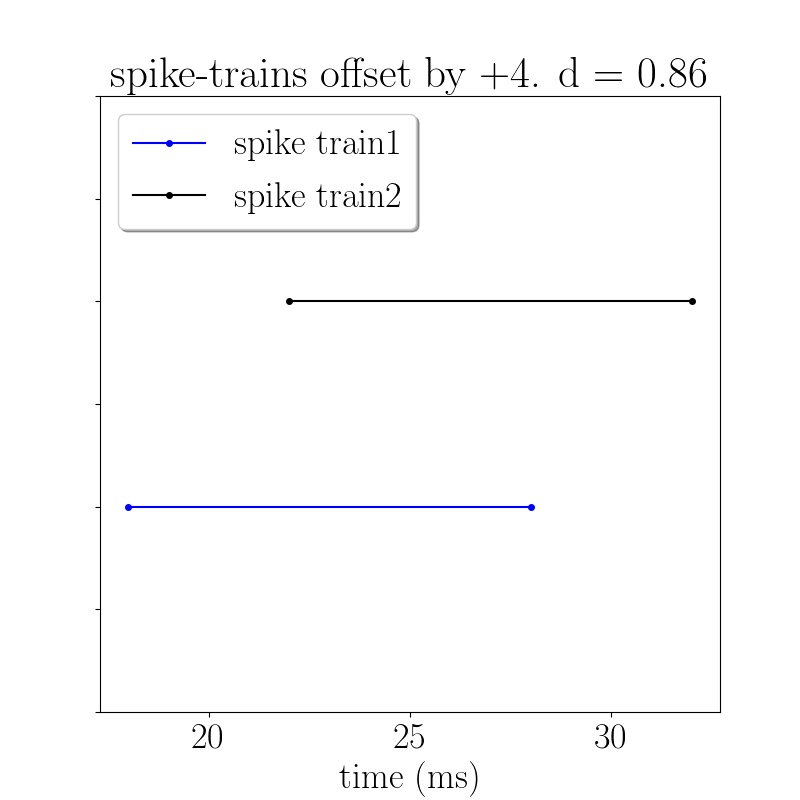 spike-trains offset by +4. d = 0.86
spike train1
spike train2
20 25 30
time (ms)